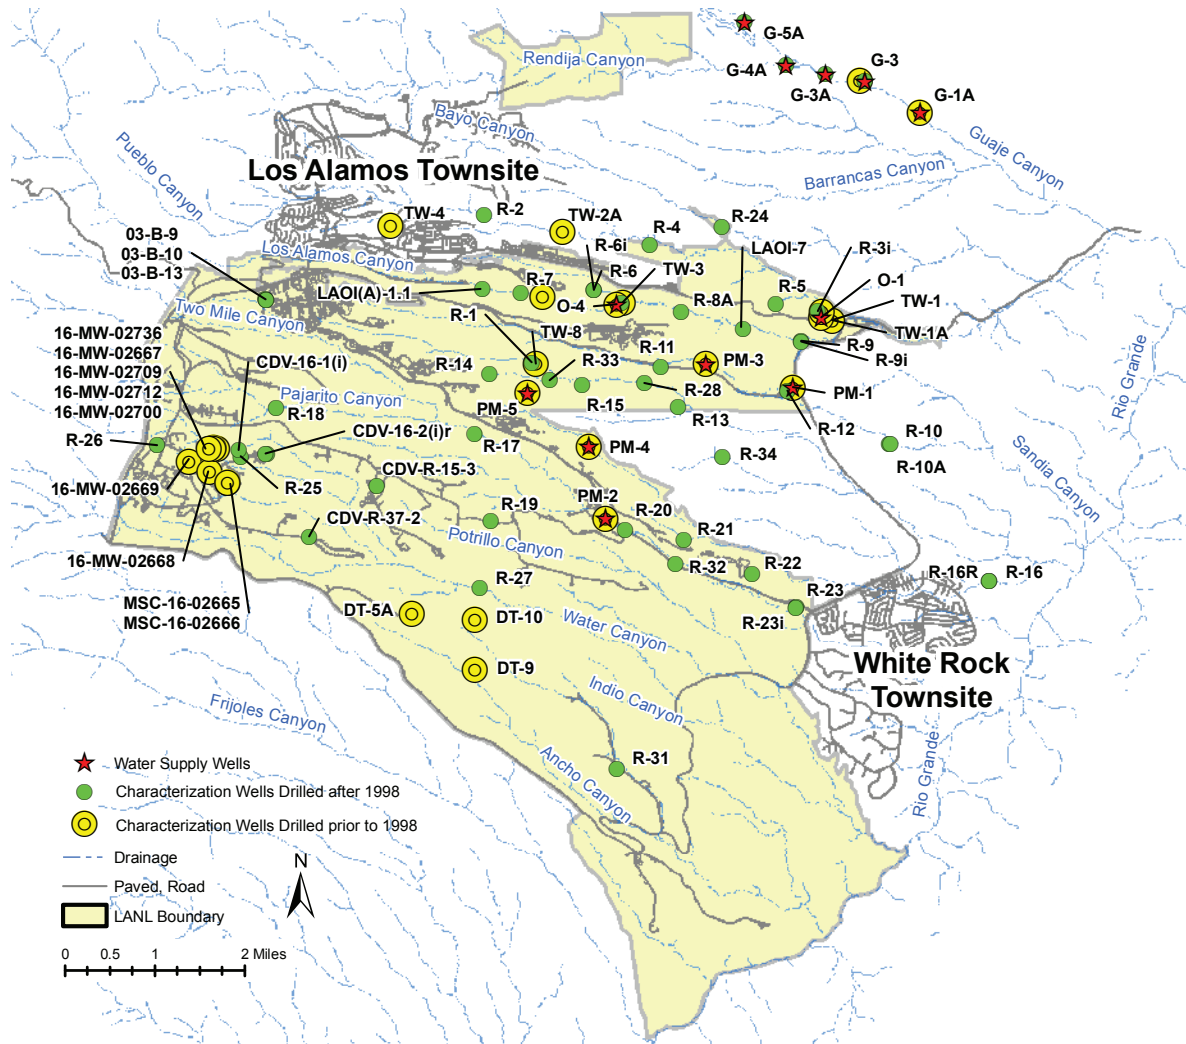 G-5A
Rendija Canyon
G-4A
G-3
G-3A
G-1A
Bayo Canyon
Guaje Canyon
Pueblo Canyon
Barrancas Canyon
Los Alamos Townsite
R-2
TW-4
TW-2A
R-4
R-24
03-B-9
03-B-10
03-B-13
Los Alamos Canyon
R-6i
LAOI-7
R-3i
R-6
TW-3
O-1
R-7
LAOI(A)-1.1
O-4
R-8A
R-5
TW-1
Two Mile Canyon
R-1
TW-8
TW-1A
16-MW-02736
16-MW-02667
16-MW-02709
16-MW-02712
16-MW-02700
CDV-16-1(i)
R-14
R-33
R-11
PM-3
R-9
R-9i
Rio Grande
Pajarito Canyon
R-18
PM-5
R-15
R-28
PM-1
R-13
R-12
R-26
CDV-16-2(i)r
R-17
PM-4
R-34
R-10
R-10A
Sandia Canyon
16-MW-02669
R-25
CDV-R-15-3
PM-2
CDV-R-37-2
R-19
R-20
R-21
Potrillo Canyon
16-MW-02668
R-32
R-22
R-27
R-16R
R-16
MSC-16-02665
MSC-16-02666
DT-5A
DT-10
R-23
R-23i
Water Canyon
DT-9
White Rock
Townsite
Indio Canyon
Frijoles Canyon
Ancho Canyon
R-31
Rio Grande
Water Supply Wells
Characterization Wells Drilled after 1998
Characterization Wells Drilled prior to 1998
Drainage
Paved, Road
LANL Boundary
N
0 0.5 1 2 Miles